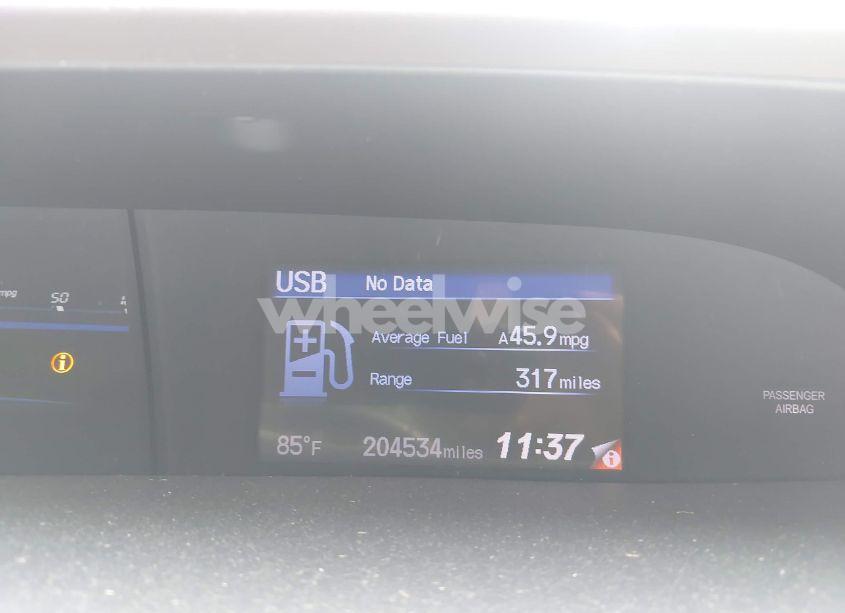 USB No Data
wheelwise
mpg 50
Average Fuel A45.9mpg
Range 317miles
PASSENGER
AIRBAG
85°F 204534miles 11:37